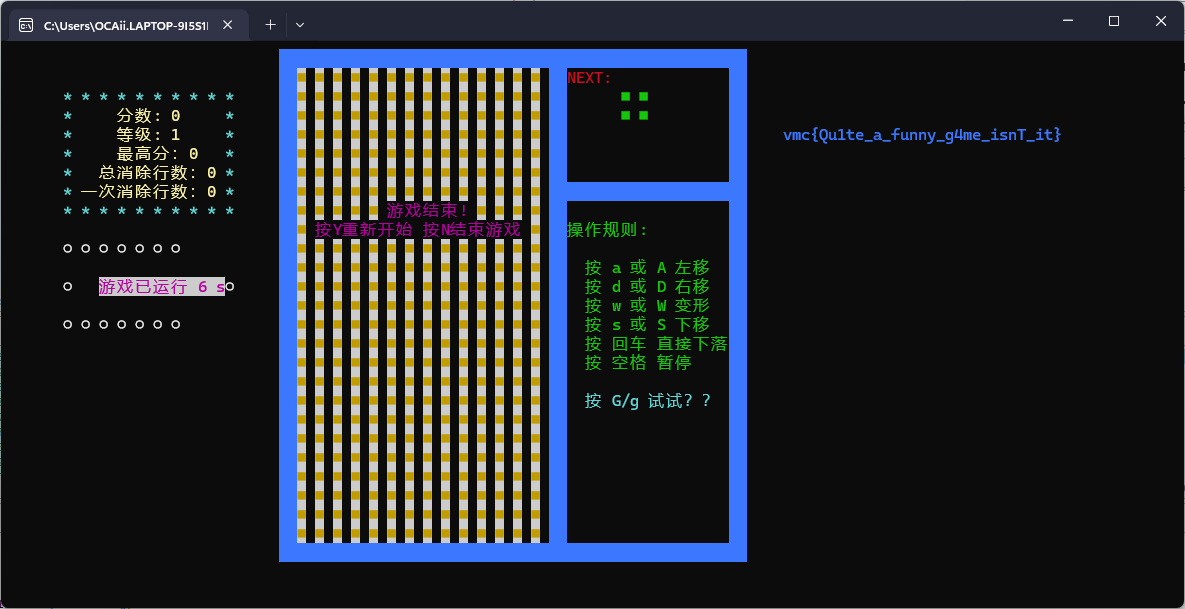 C:\Users\OCAii.LAPTOP-9I5S1
* * * * * * * * * *
* 分数: 0 *
* 等级: 1 *
* 最高分: 0 *
* 总消除行数: 0 *
* 一次消除行数: 0 *
* * * * * * * * * *
游戏已运行 6 s
游戏结束!
按Y重新开始 按N结束游戏
NEXT:
操作规则:
按 a 或 A 左移
按 d 或 D 右移
按 w 或 W 变形
按 s 或 S 下移
按 回车 直接下落
按 空格 暂停
按 G/g 试试？？
vmc{Qu1te_a_funny_g4me_isnT_it}